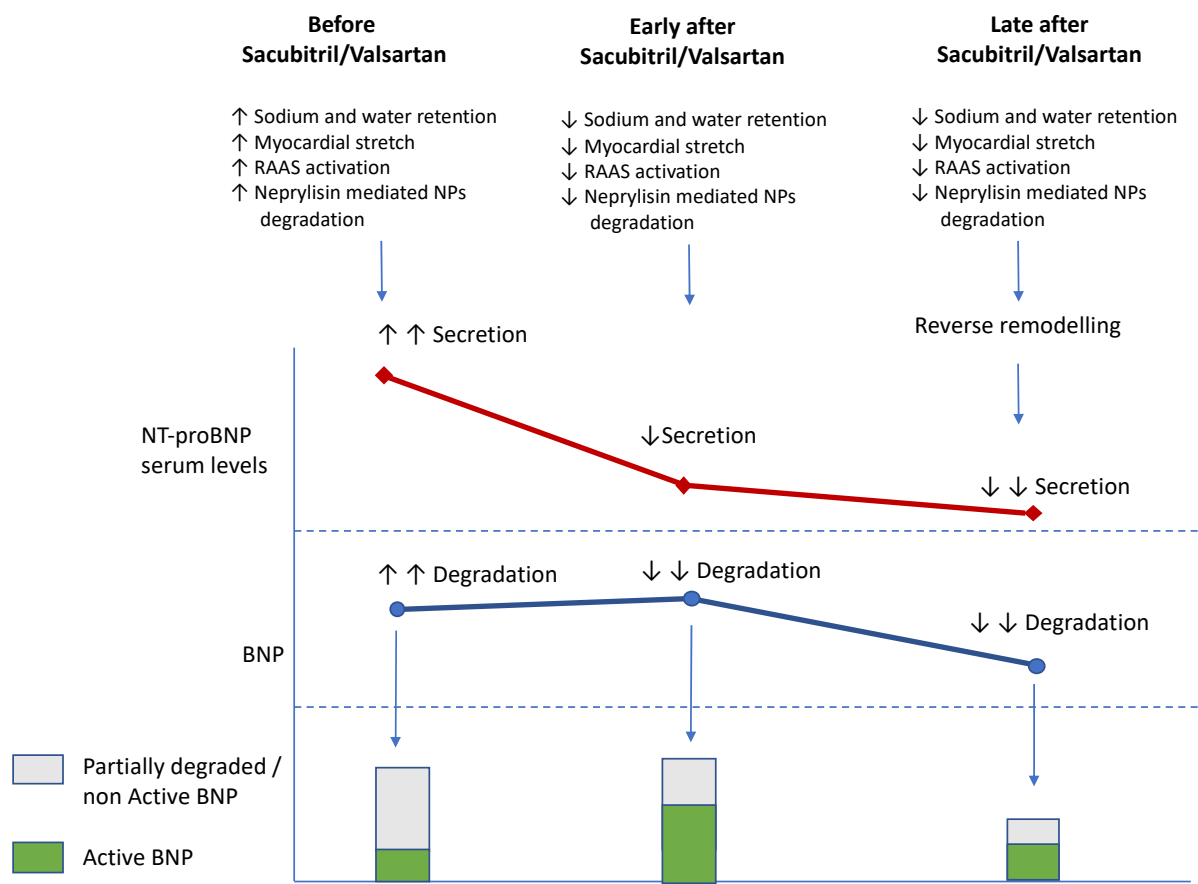 Before
Sacubitril/Valsartan
Early after
Sacubitril/Valsartan
Late after
Sacubitril/Valsartan
↑ Sodium and water retention
↑ Myocardial stretch
↑ RAAS activation
↑ Neprylisin mediated NPs
degradation
↓ Sodium and water retention
↓ Myocardial stretch
↓ RAAS activation
↓ Neprylisin mediated NPs
degradation
↓ Sodium and water retention
↓ Myocardial stretch
↓ RAAS activation
↓ Neprylisin mediated NPs
degradation
↑ ↑ Secretion
Reverse remodelling
NT-proBNP
serum levels
↓Secretion
↓ ↓ Secretion
↑ ↑ Degradation
↓ ↓ Degradation
↓ ↓ Degradation
BNP
Partially degraded /
non Active BNP
Active BNP